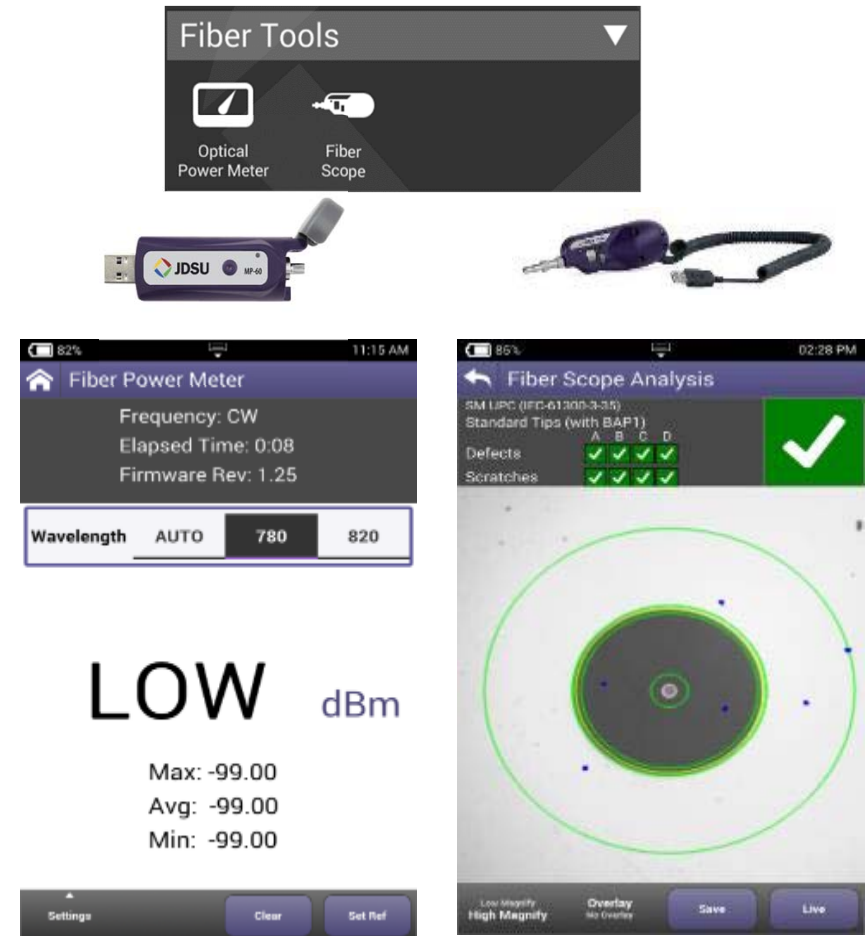 Fiber Tools
Optical
Power Meter
Fiber
Scope
JDSU MP-60
82% 11:15 AM
Fiber Power Meter
Frequency: CW
Elapsed Time: 0:08
Firmware Rev: 1.25
Wavelength AUTO 780 820
LOW dBm
Max: -99.00
Avg: -99.00
Min: -99.00
Settings Clear Set Ref
86% 02:28 PM
Fiber Scope Analysis
SM UPC (IEC-61300-3-35)
Standard Tips (with BAP1)
A B C D
Defects
Scratches
Low Magnify Overlay Save Live
High Magnify No Overlay